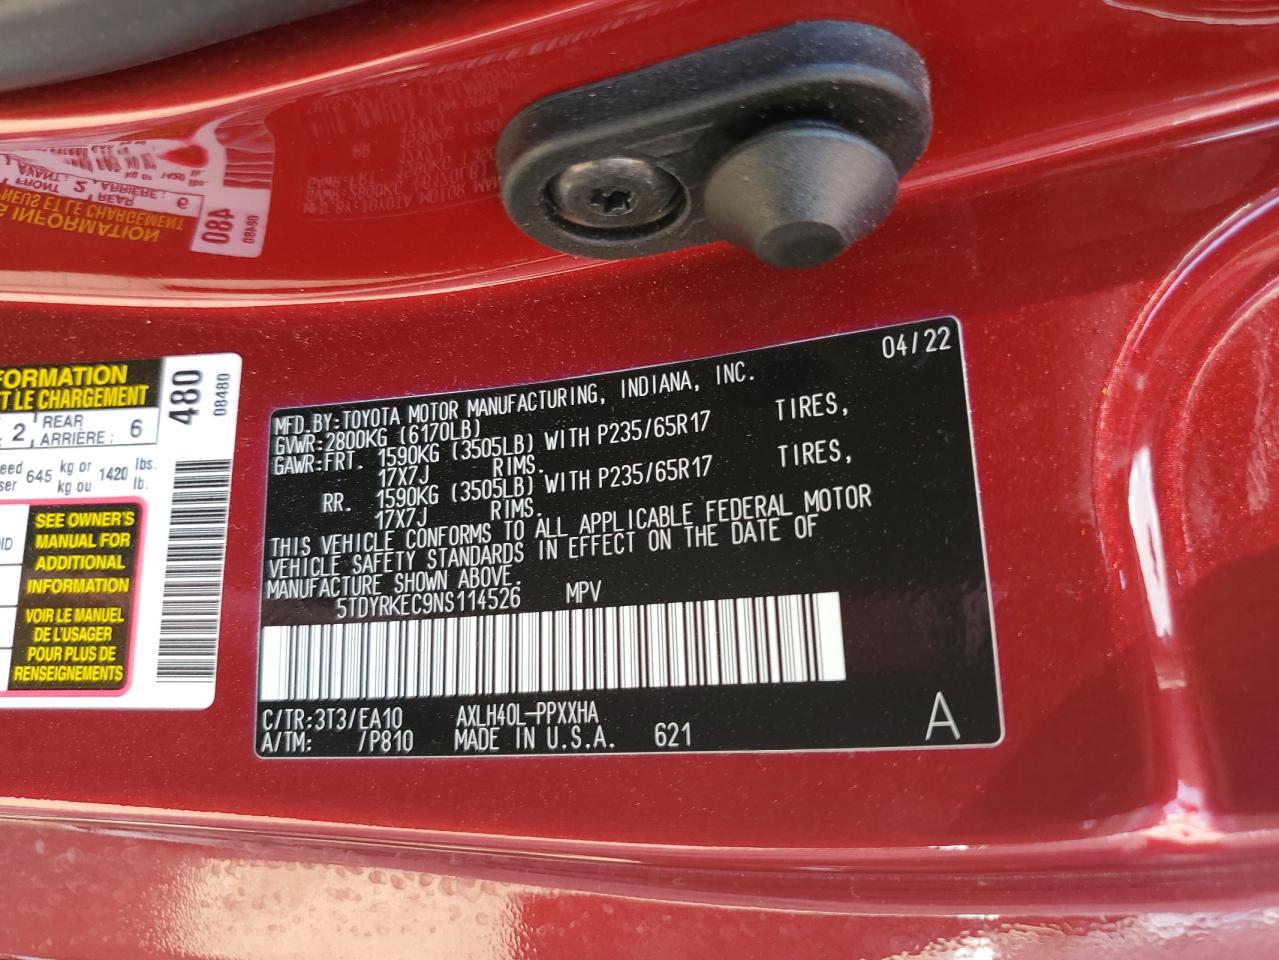 04/22
MFD.BY:TOYOTA MOTOR MANUFACTURING, INDIANA, INC.
GVWR:2800KG (6170LB)
GAWR:FRT. 1590KG (3505LB) WITH P235/65R17 TIRES,
17X7J RIMS.
RR. 1590KG (3505LB) WITH P235/65R17 TIRES,
17X7J RIMS.
THIS VEHICLE CONFORMS TO ALL APPLICABLE FEDERAL MOTOR
VEHICLE SAFETY STANDARDS IN EFFECT ON THE DATE OF
MANUFACTURE SHOWN ABOVE.
5TDYRKEC9NS114526 MPV
C/TR:3T3/EA10 AXLH40L-PPXXHA
A/TM: /P810 MADE IN U.S.A. 621
A
FORMATION
ET LE CHARGEMENT
2 REAR
ARRIÈRE : 6
645 kg or 1420 lbs.
kg ou lb.
480
08480
SEE OWNER'S
MANUAL FOR
ADDITIONAL
INFORMATION
VOIR LE MANUEL
DE L'USAGER
POUR PLUS DE
RENSEIGNEMENTS